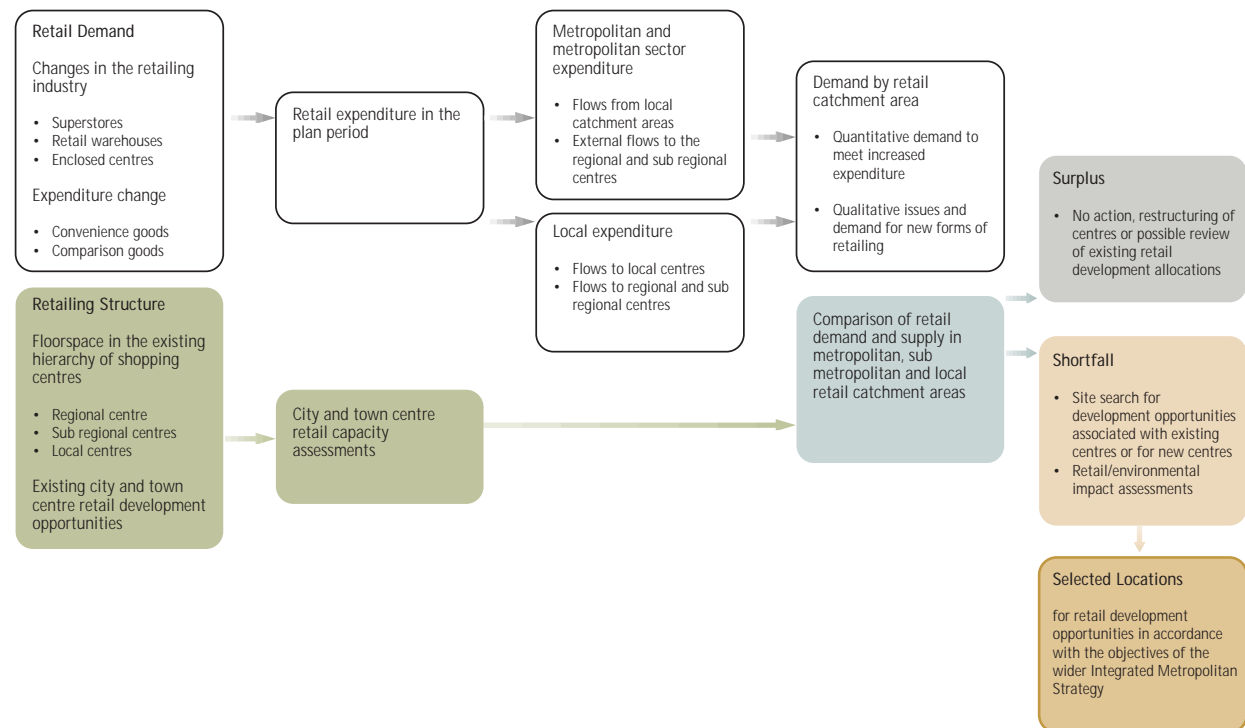 Retail Demand
Changes in the retailing
industry
• Superstores
• Retail warehouses
• Enclosed centres
Expenditure change
• Convenience goods
• Comparison goods
Retail expenditure in the
plan period
Metropolitan and
metropolitan sector
expenditure
• Flows from local
catchment areas
• External flows to the
regional and sub regional
centres
Local expenditure
• Flows to local centres
• Flows to regional and sub
regional centres
Demand by retail
catchment area
• Quantitative demand to
meet increased
expenditure
• Qualitative issues and
demand for new forms of
retailing
Retailing Structure
Floorspace in the existing
hierarchy of shopping
centres
• Regional centre
• Sub regional centres
• Local centres
Existing city and town
centre retail development
opportunities
City and town centre
retail capacity
assessments
Comparison of retail
demand and supply in
metropolitan, sub
metropolitan and local
retail catchment areas
Surplus
• No action, restructuring of
centres or possible review
of existing retail
development allocations
Shortfall
• Site search for
development opportunities
associated with existing
centres or for new centres
• Retail/environmental
impact assessments
Selected Locations
for retail development
opportunities in accordance
with the objectives of the
wider Integrated Metropolitan
Strategy